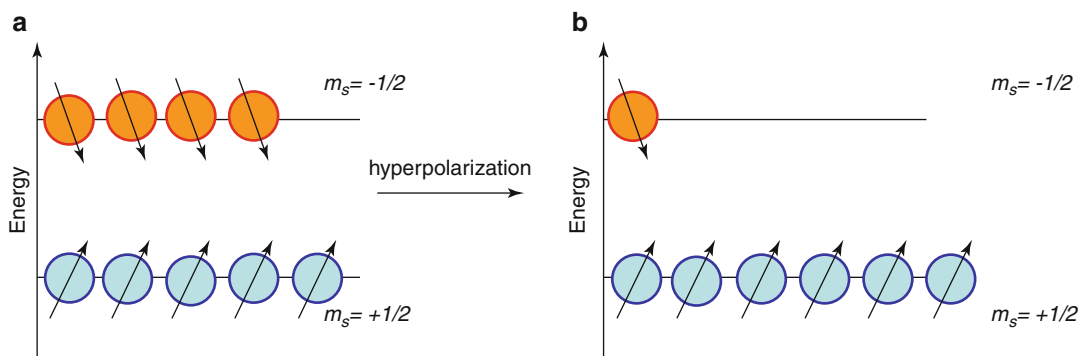 a
m_s= -1/2
Energy
m_s= +1/2
hyperpolarization
b
m_s= -1/2
Energy
m_s= +1/2